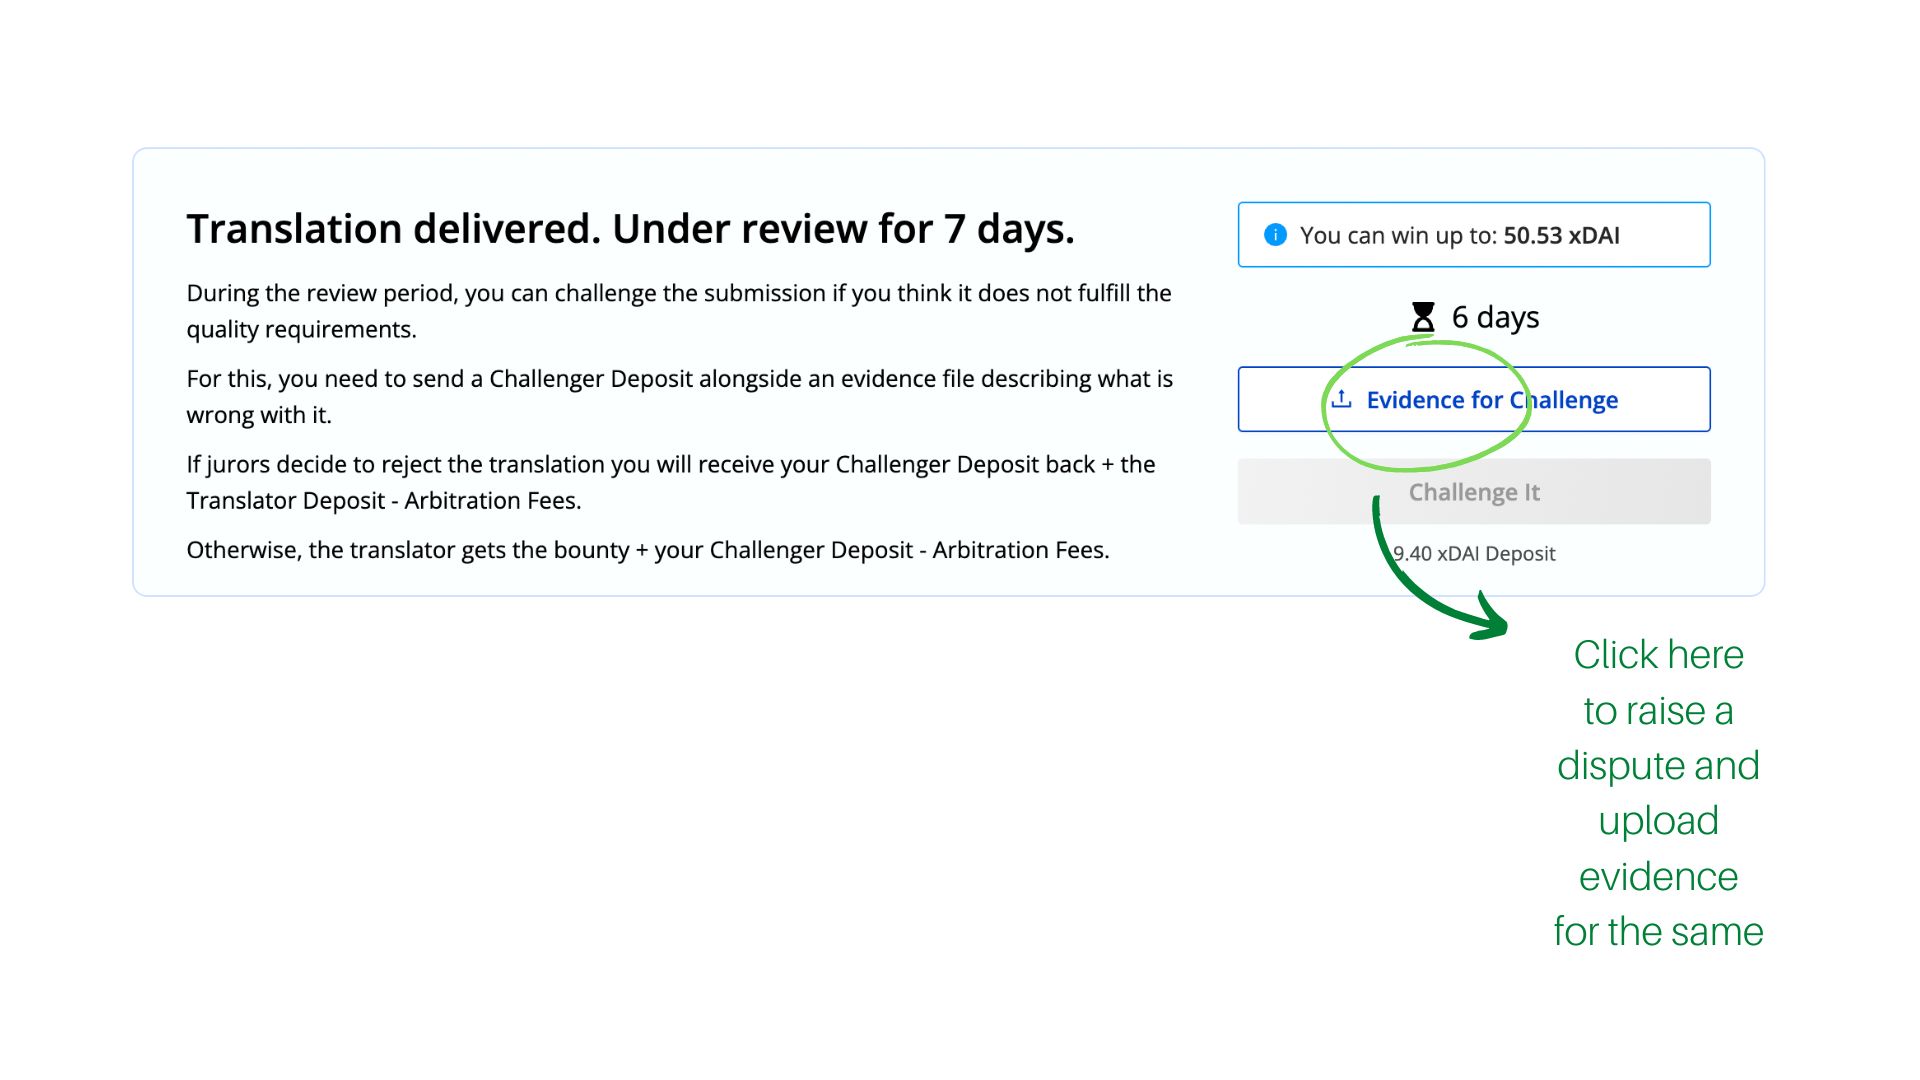 Translation delivered. Under review for 7 days.
During the review period, you can challenge the submission if you think it does not fulfill the
quality requirements.
For this, you need to send a Challenger Deposit alongside an evidence file describing what is
wrong with it.
If jurors decide to reject the translation you will receive your Challenger Deposit back + the
Translator Deposit - Arbitration Fees.
Otherwise, the translator gets the bounty + your Challenger Deposit - Arbitration Fees.
You can win up to: 50.53 xDAI
6 days
Evidence for Challenge
Challenge It
9.40 xDAI Deposit
Click here
to raise a
dispute and
upload
evidence
for the same